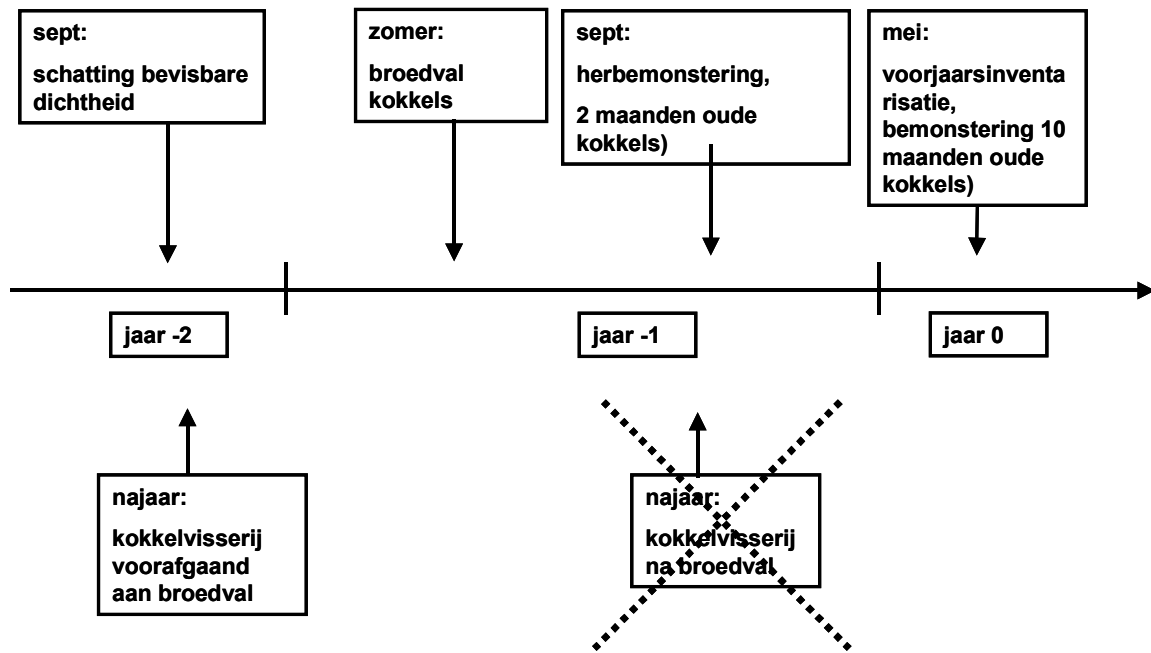 sept:
schatting bevisbare
dichtheid
zomer:
broedval
kokkels
sept:
herbemonstering,
2 maanden oude
kokkels)
mei:
voorjaarsinventa
risatie,
bemonstering 10
maanden oude
kokkels)
jaar -2
jaar -1
jaar 0
najaar:
kokkelvisserij
voorafgaand
aan broedval
najaar:
kokkelvisserij
na broedval